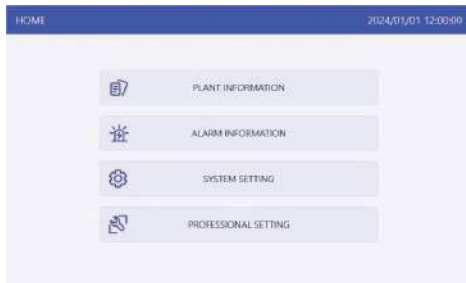 HOME
2024/01/01 12:00:00
PLANT INFORMATION
ALARM INFORMATION
SYSTEM SETTING
PROFESSIONAL SETTING